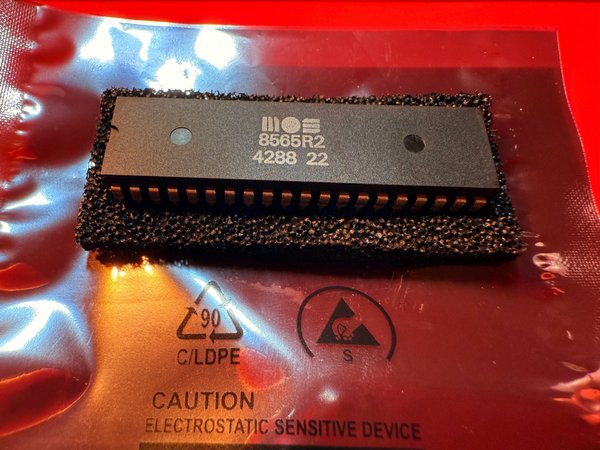 mos
8565R2
4288 22
90
C/LDPE
S
CAUTION
ELECTROSTATIC SENSITIVE DEVICE